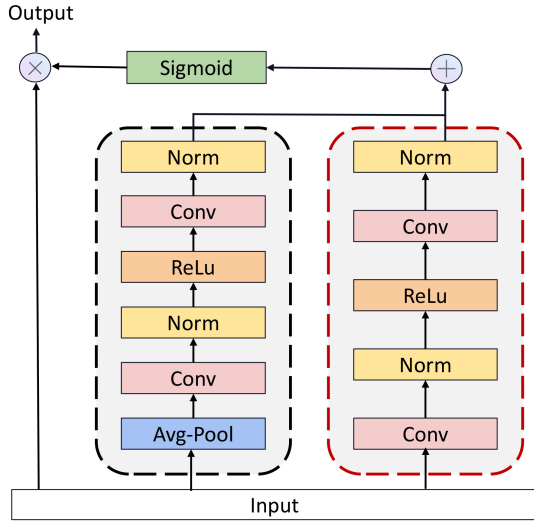 Output
×
Sigmoid
+
Norm
Conv
ReLu
Norm
Conv
Avg-Pool
Norm
Conv
ReLu
Norm
Conv
Input